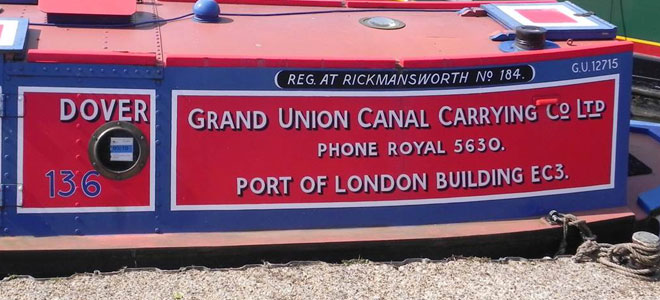 REG. AT RICKMANSWORTH NO 184.
G.U. 12715
DOVER
136
GRAND UNION CANAL CARRYING CO LTD
PHONE ROYAL 5630.
PORT OF LONDON BUILDING EC3.